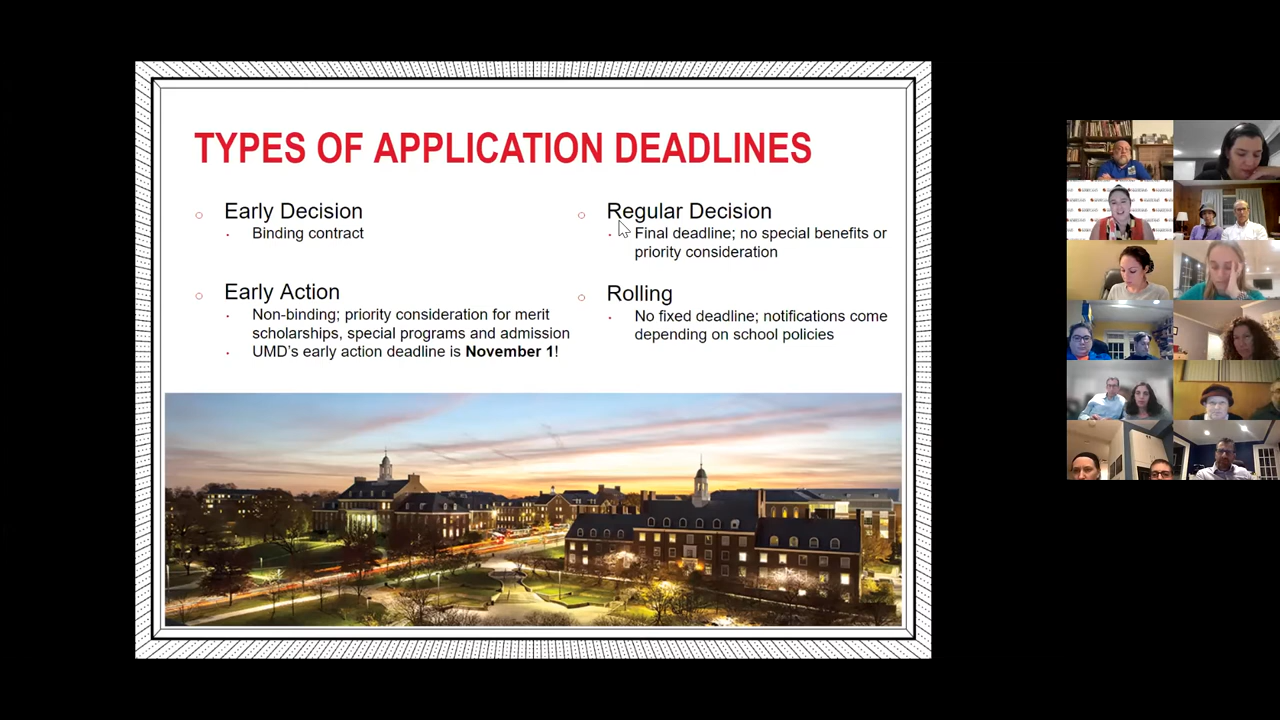 TYPES OF APPLICATION DEADLINES
Early Decision
Binding contract
Early Action
Non-binding; priority consideration for merit
scholarships, special programs and admission
UMD's early action deadline is November 1!
Regular Decision
Final deadline; no special benefits or
priority consideration
Rolling
No fixed deadline; notifications come
depending on school policies